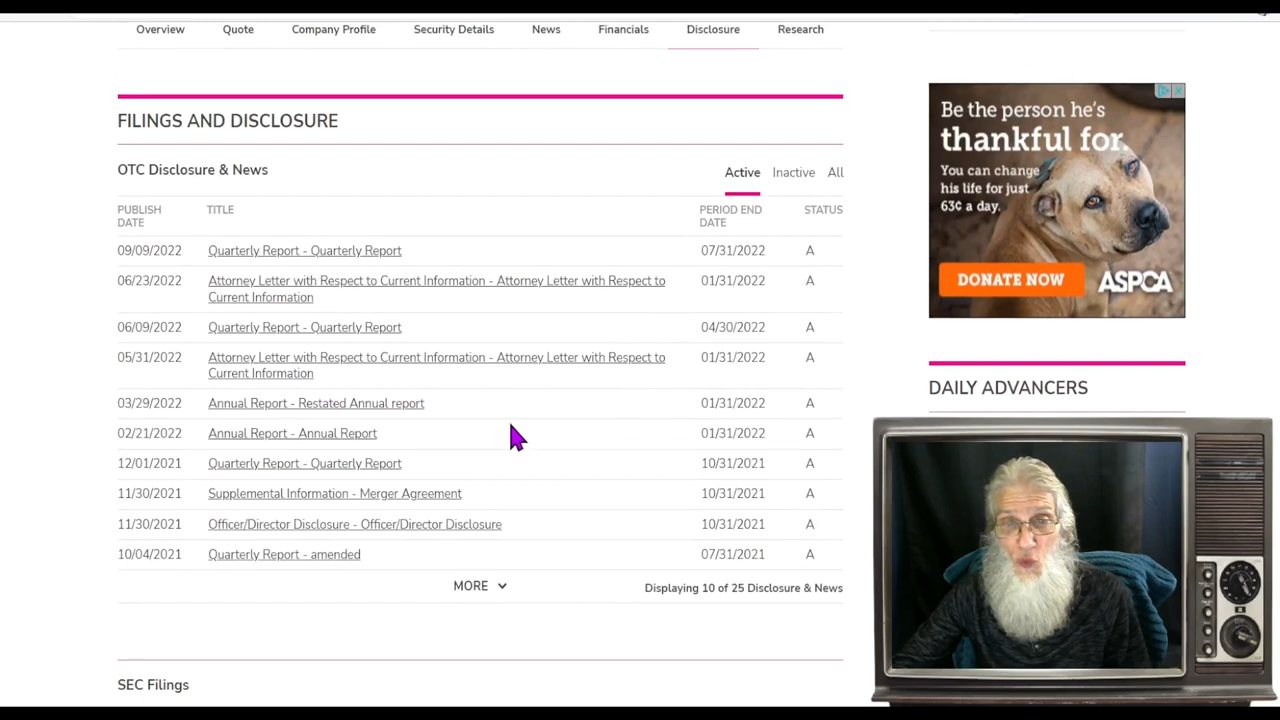 Overview Quote Company Profile Security Details News Financials Disclosure Research
FILINGS AND DISCLOSURE
OTC Disclosure & News
Active Inactive All
PUBLISH DATE TITLE PERIOD END DATE STATUS
09/09/2022 Quarterly Report - Quarterly Report 07/31/2022 A
06/23/2022 Attorney Letter with Respect to Current Information - Attorney Letter with Respect to 01/31/2022 A
Current Information
06/09/2022 Quarterly Report - Quarterly Report 04/30/2022 A
05/31/2022 Attorney Letter with Respect to Current Information - Attorney Letter with Respect to 01/31/2022 A
Current Information
03/29/2022 Annual Report - Restated Annual report 01/31/2022 A
02/21/2022 Annual Report - Annual Report 01/31/2022 A
12/01/2021 Quarterly Report - Quarterly Report 10/31/2021 A
11/30/2021 Supplemental Information - Merger Agreement 10/31/2021 A
11/30/2021 Officer/Director Disclosure - Officer/Director Disclosure 10/31/2021 A
10/04/2021 Quarterly Report - amended 07/31/2021 A
MORE Displaying 10 of 25 Disclosure & News
SEC Filings
Be the person he's
thankful for.
You can change
his life for just
63¢ a day.
DONATE NOW ASPCA
DAILY ADVANCERS